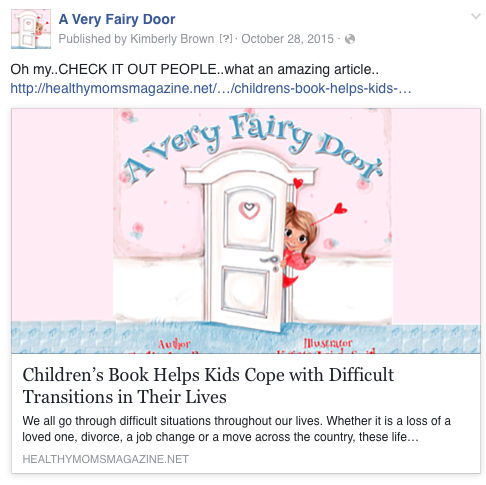 A Very Fairy Door
Published by Kimberly Brown [?] · October 28, 2015 ·
Oh my..CHECK IT OUT PEOPLE..what an amazing article..
http://healthymomsmagazine.net/…/childrens-book-helps-kids-…
A Very Fairy Door
Author Illustrator
Children’s Book Helps Kids Cope with Difficult
Transitions in Their Lives
We all go through difficult situations throughout our lives. Whether it is a loss of a
loved one, divorce, a job change or a move across the country, these life…
HEALTHYMOMSMAGAZINE.NET